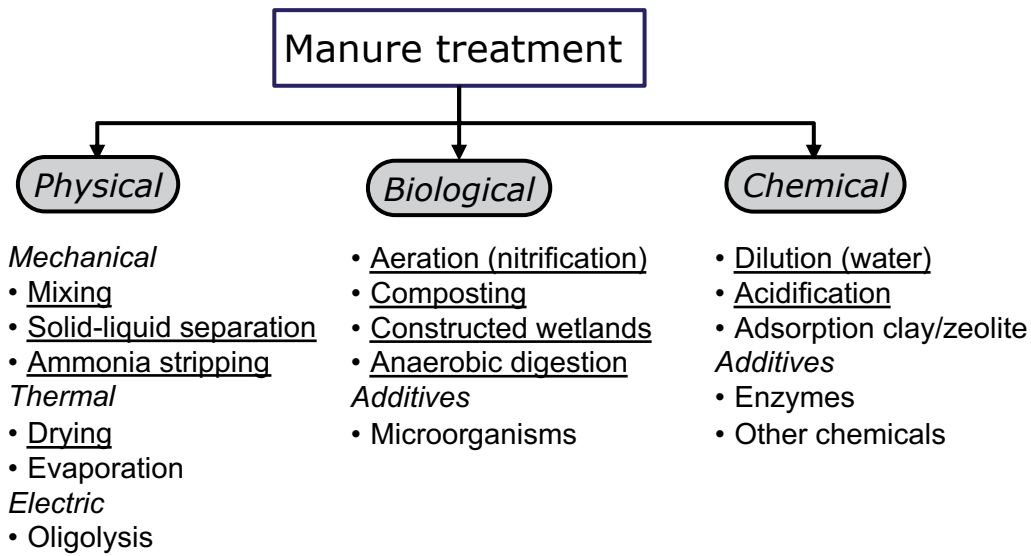 Manure treatment
Physical
Mechanical
• Mixing
• Solid-liquid separation
• Ammonia stripping
Thermal
• Drying
• Evaporation
Electric
• Oligolysis
Biological
• Aeration (nitrification)
• Composting
• Constructed wetlands
• Anaerobic digestion
Additives
• Microorganisms
Chemical
• Dilution (water)
• Acidification
• Adsorption clay/zeolite
Additives
• Enzymes
• Other chemicals